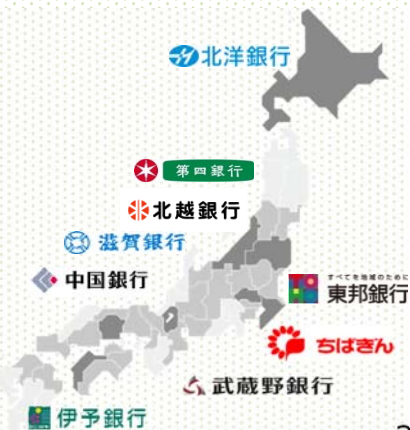 北洋銀行
第四銀行
北越銀行
滋賀銀行
中国銀行
すべてを地域のために
東邦銀行
ちばぎん
武蔵野銀行
伊予銀行